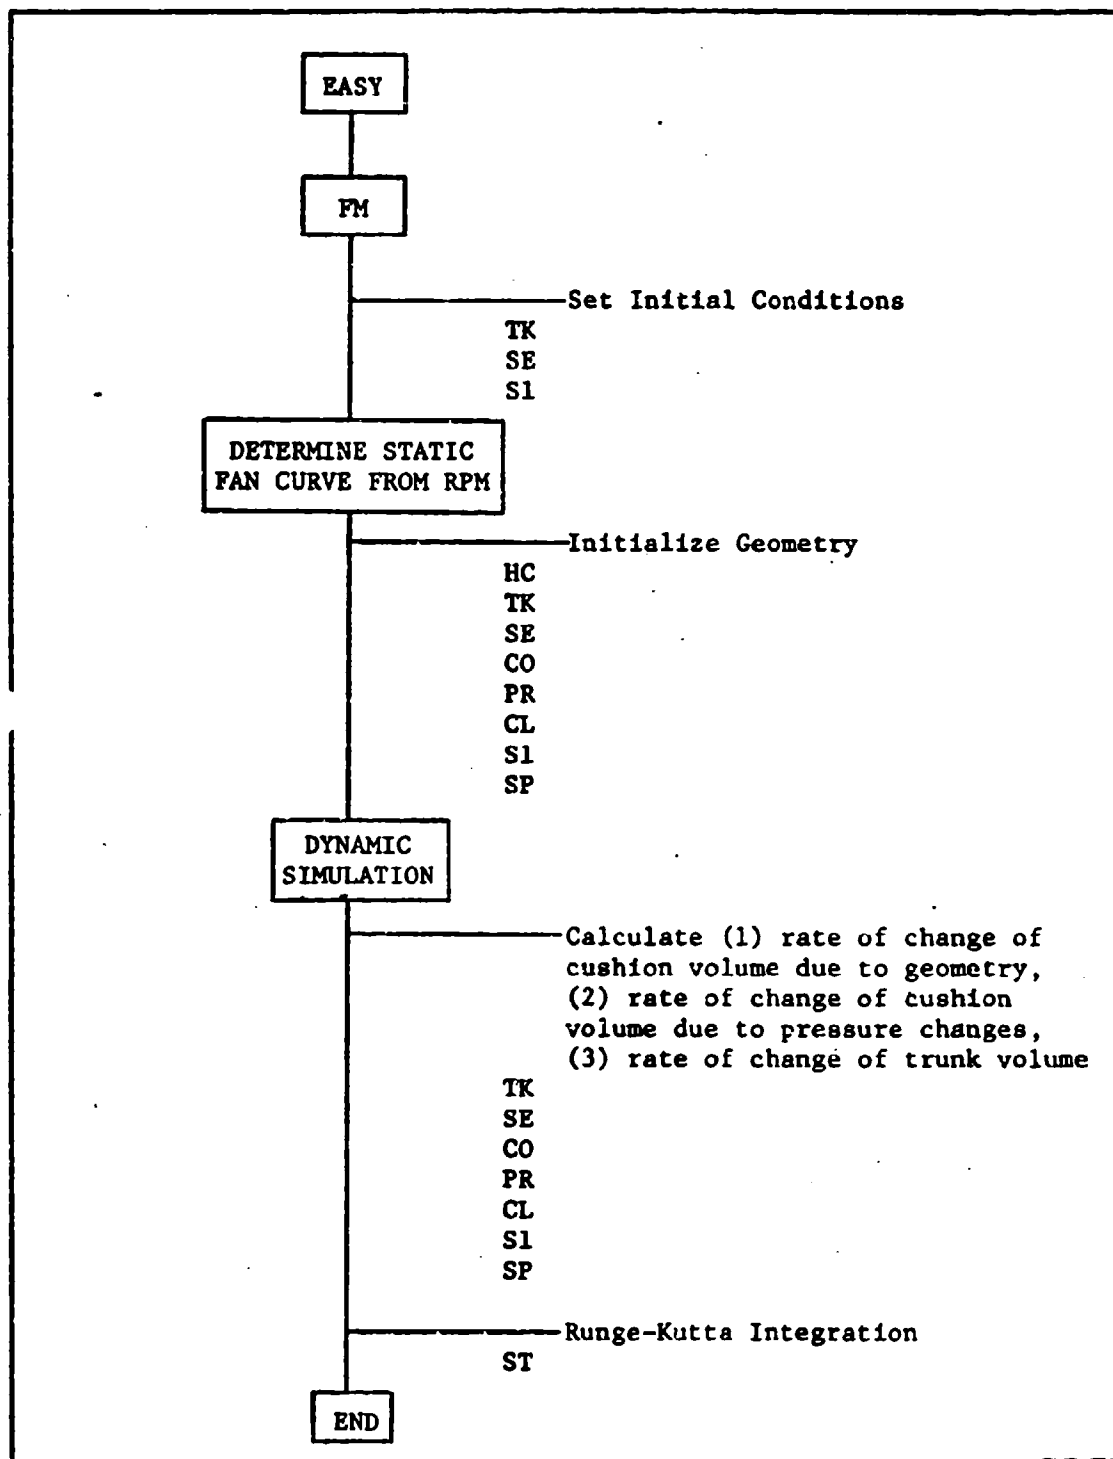 EASY
FM
Set Initial Conditions
TK
SE
S1
DETERMINE STATIC
FAN CURVE FROM RPM
Initialize Geometry
HC
TK
SE
CO
PR
CL
S1
SP
DYNAMIC
SIMULATION
Calculate (1) rate of change of
cushion volume due to geometry,
(2) rate of change of cushion
volume due to pressure changes,
(3) rate of change of trunk volume
TK
SE
CO
PR
CL
S1
SP
Runge-Kutta Integration
ST
END